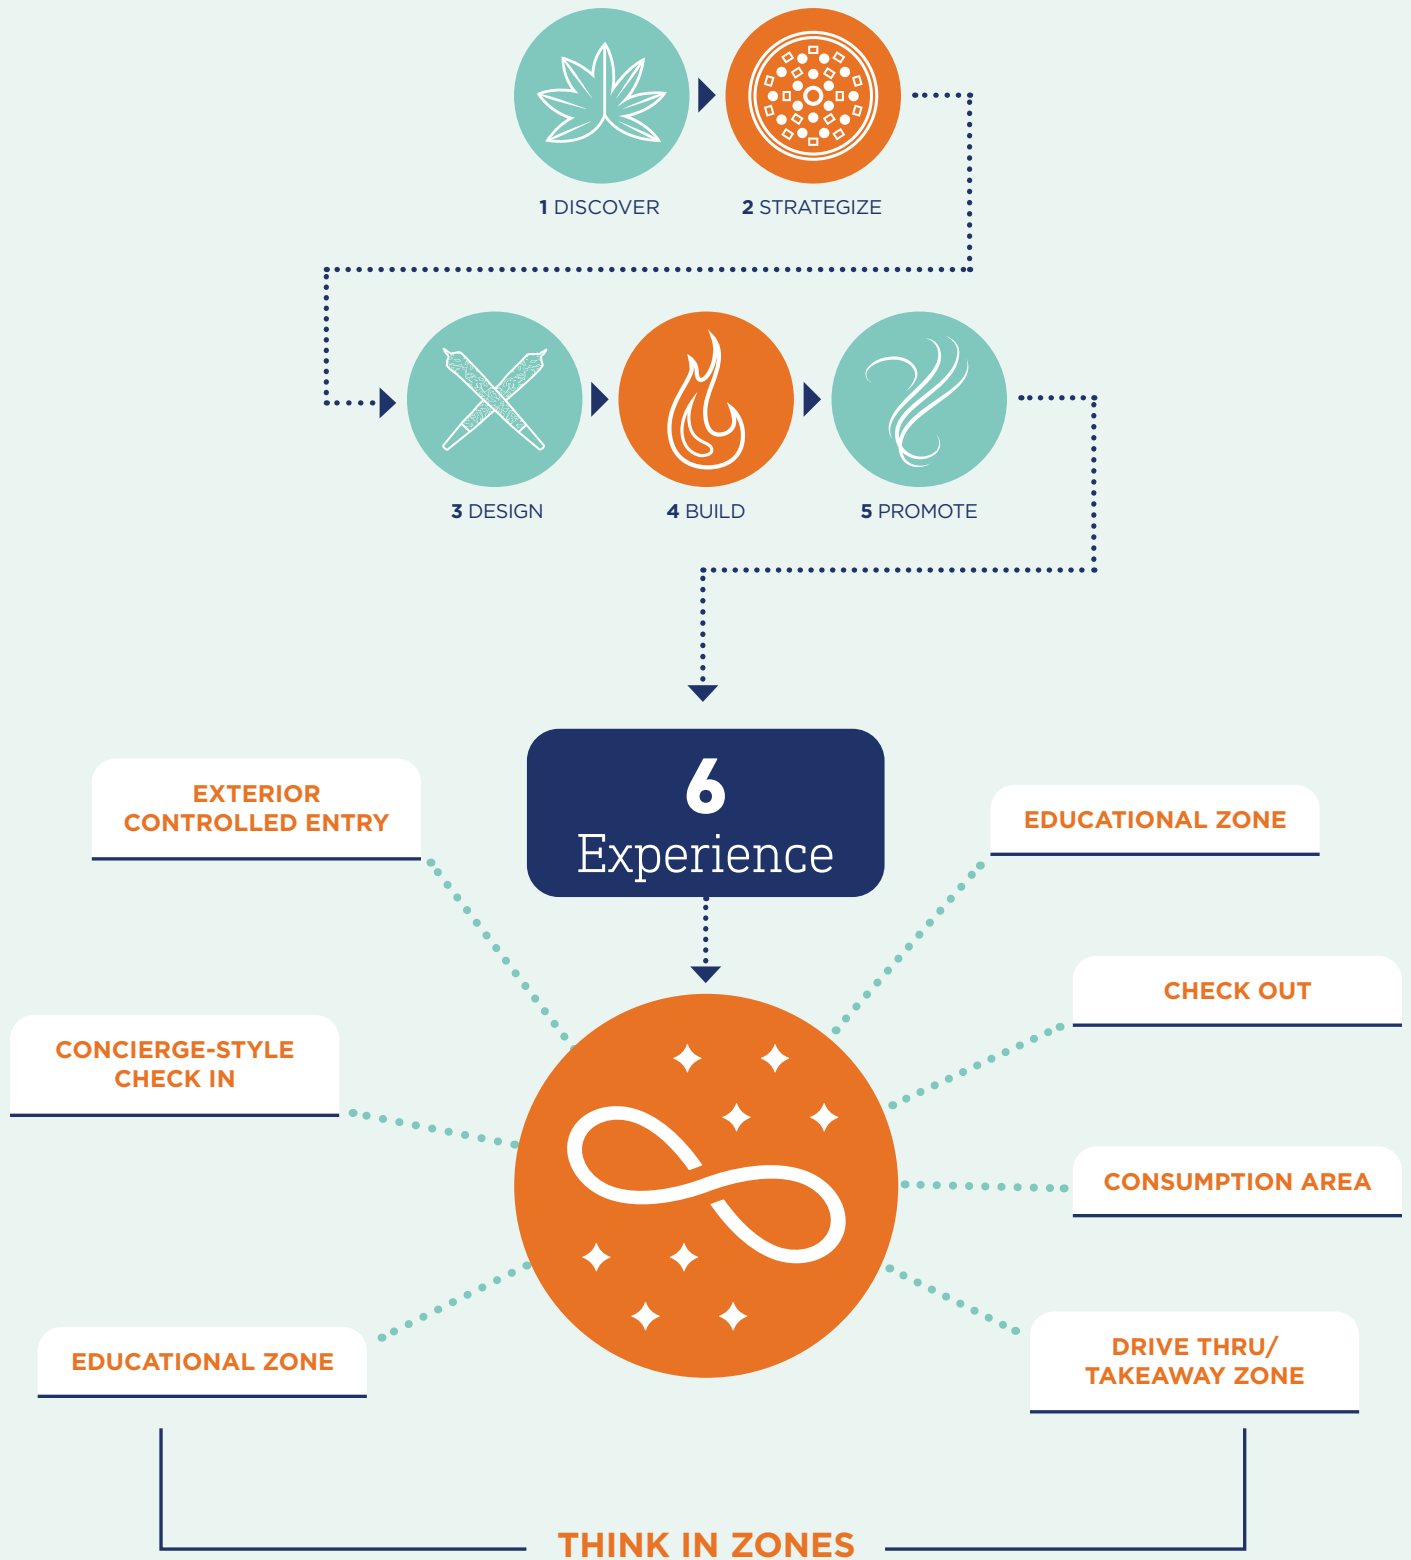 1 DISCOVER
2 STRATEGIZE
3 DESIGN
4 BUILD
5 PROMOTE
6
Experience
EXTERIOR
CONTROLLED ENTRY
CONCIERGE-STYLE
CHECK IN
EDUCATIONAL ZONE
EDUCATIONAL ZONE
CHECK OUT
CONSUMPTION AREA
DRIVE THRU/
TAKEAWAY ZONE
THINK IN ZONES